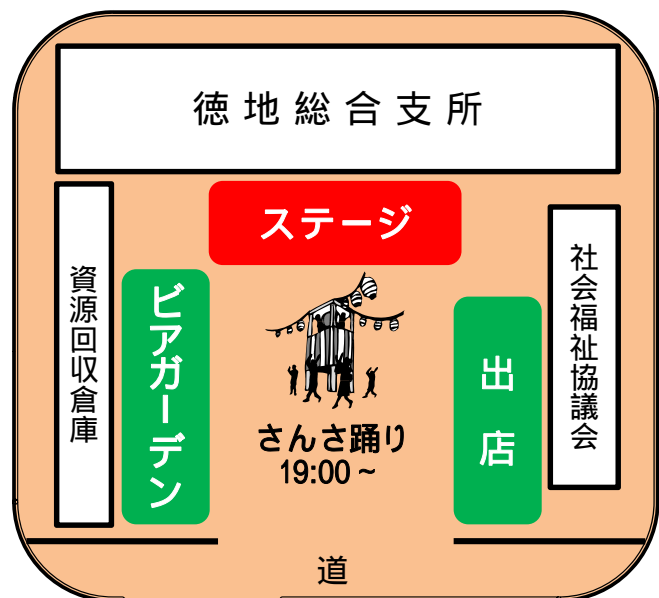 徳地総合支所
ステージ
資源回収倉庫
ビアガーデン
さんさ踊り
19:00~
出店
社会福祉協議会
道